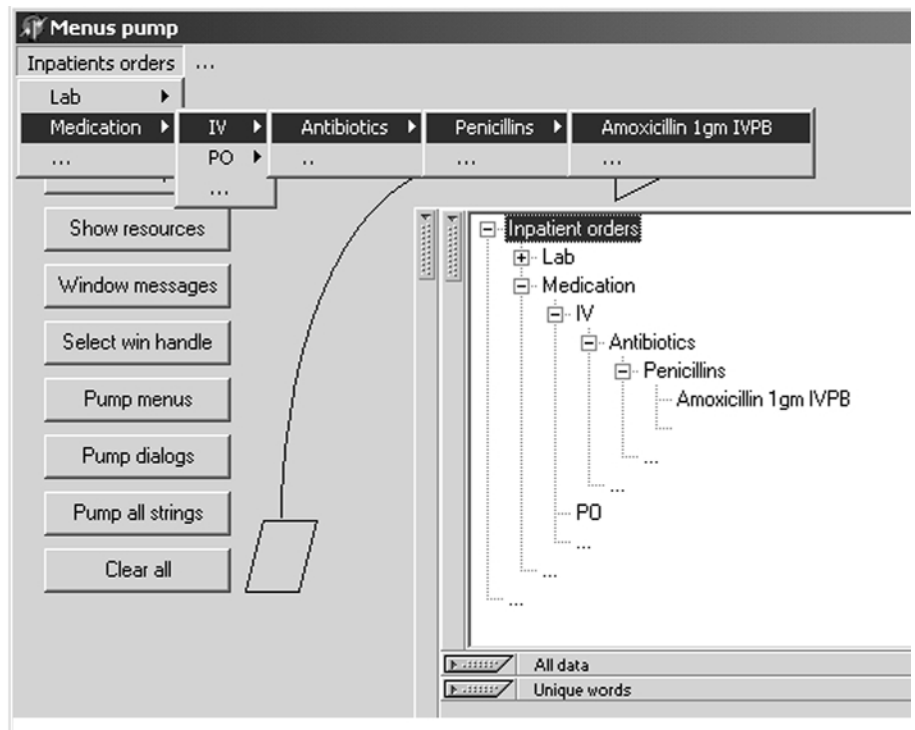 Menus pump
Inpatients orders ...
Lab
Medication IV Antibiotics Penicillins Amoxicillin 1gm IVPB
... PO .. ... ...
...
Show resources
Window messages
Select win handle
Pump menus
Pump dialogs
Pump all strings
Clear all
Inpatient orders
Lab
Medication
IV
Antibiotics
Penicillins
Amoxicillin 1gm IVPB
...
...
PO
...
...
...
All data
Unique words